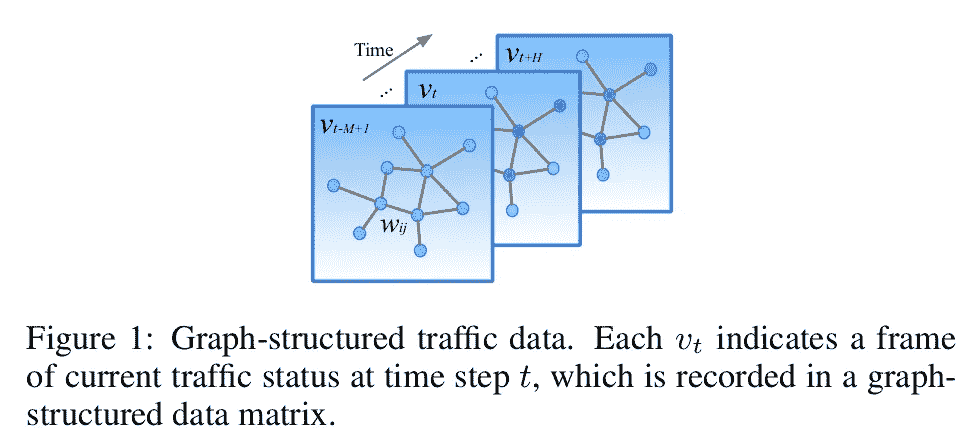 Time
v_{t+H}
v_t
v_{t-M+1}
w_{ij}
Figure 1: Graph-structured traffic data. Each v_t indicates a frame
of current traffic status at time step t, which is recorded in a graph-
structured data matrix.